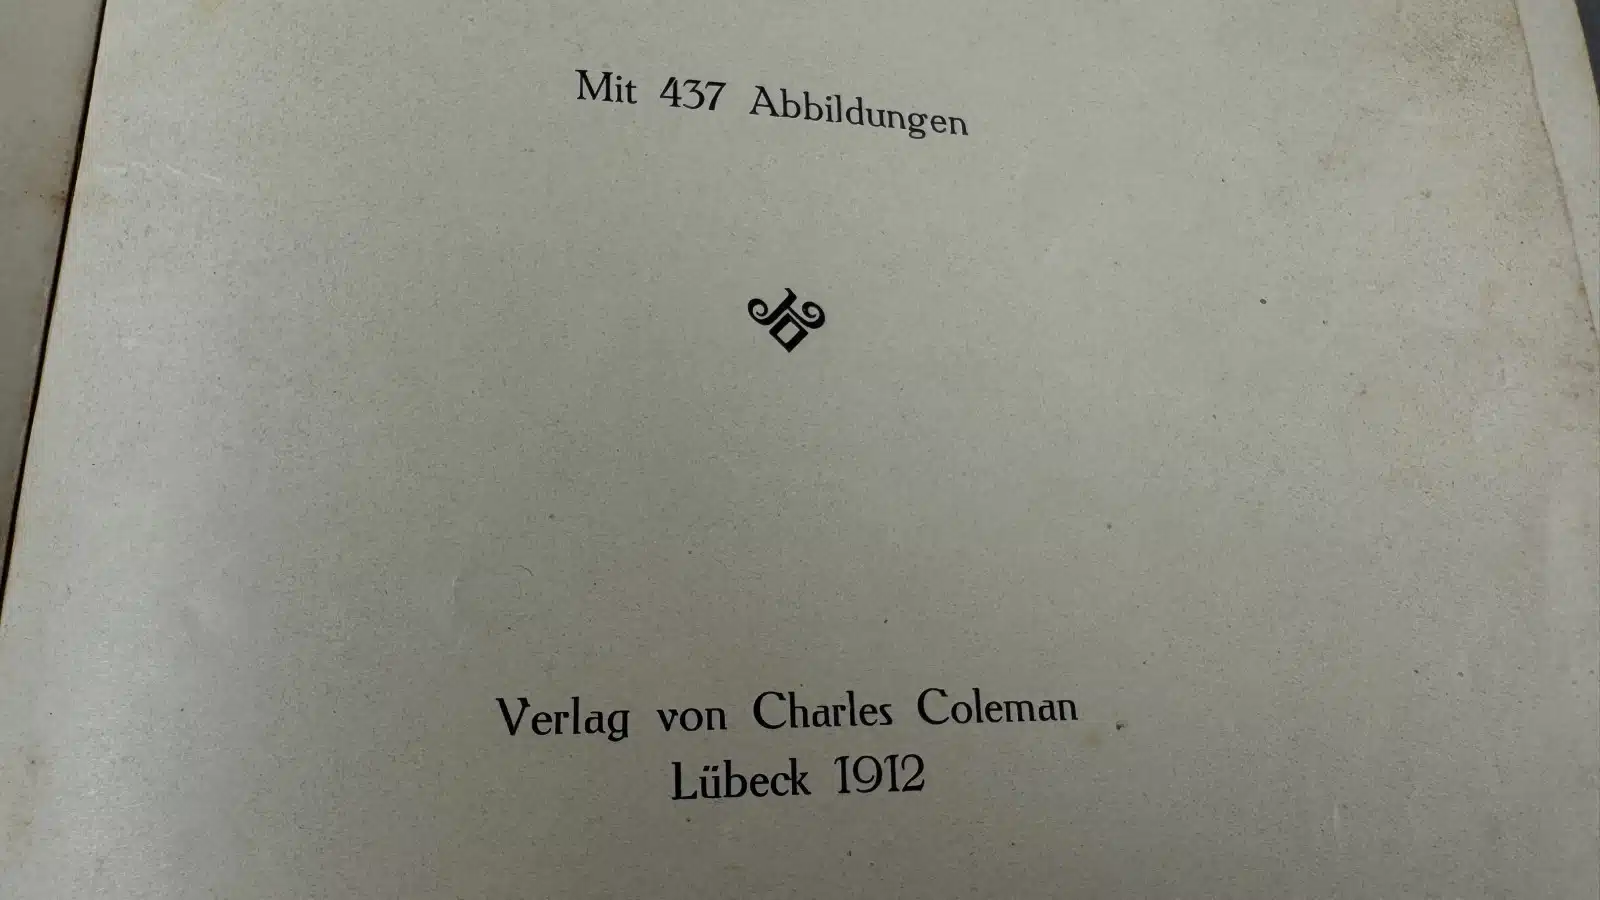 Mit 437 Abbildungen
Verlag von Charles Coleman
Lübeck 1912